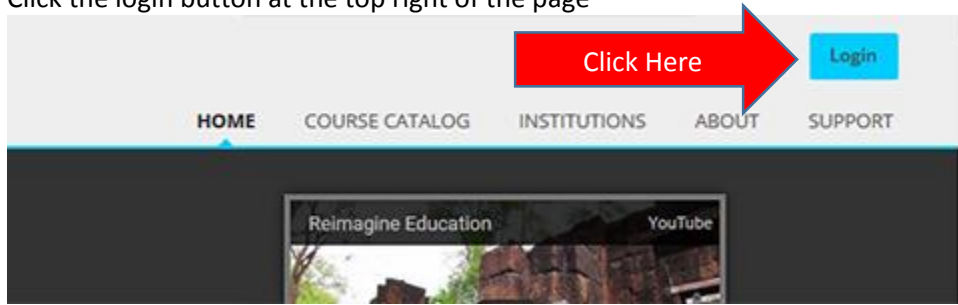 Click the login button at the top right of the page
Click Here
Login
HOME COURSE CATALOG INSTITUTIONS ABOUT SUPPORT
Reimagine Education YouTube